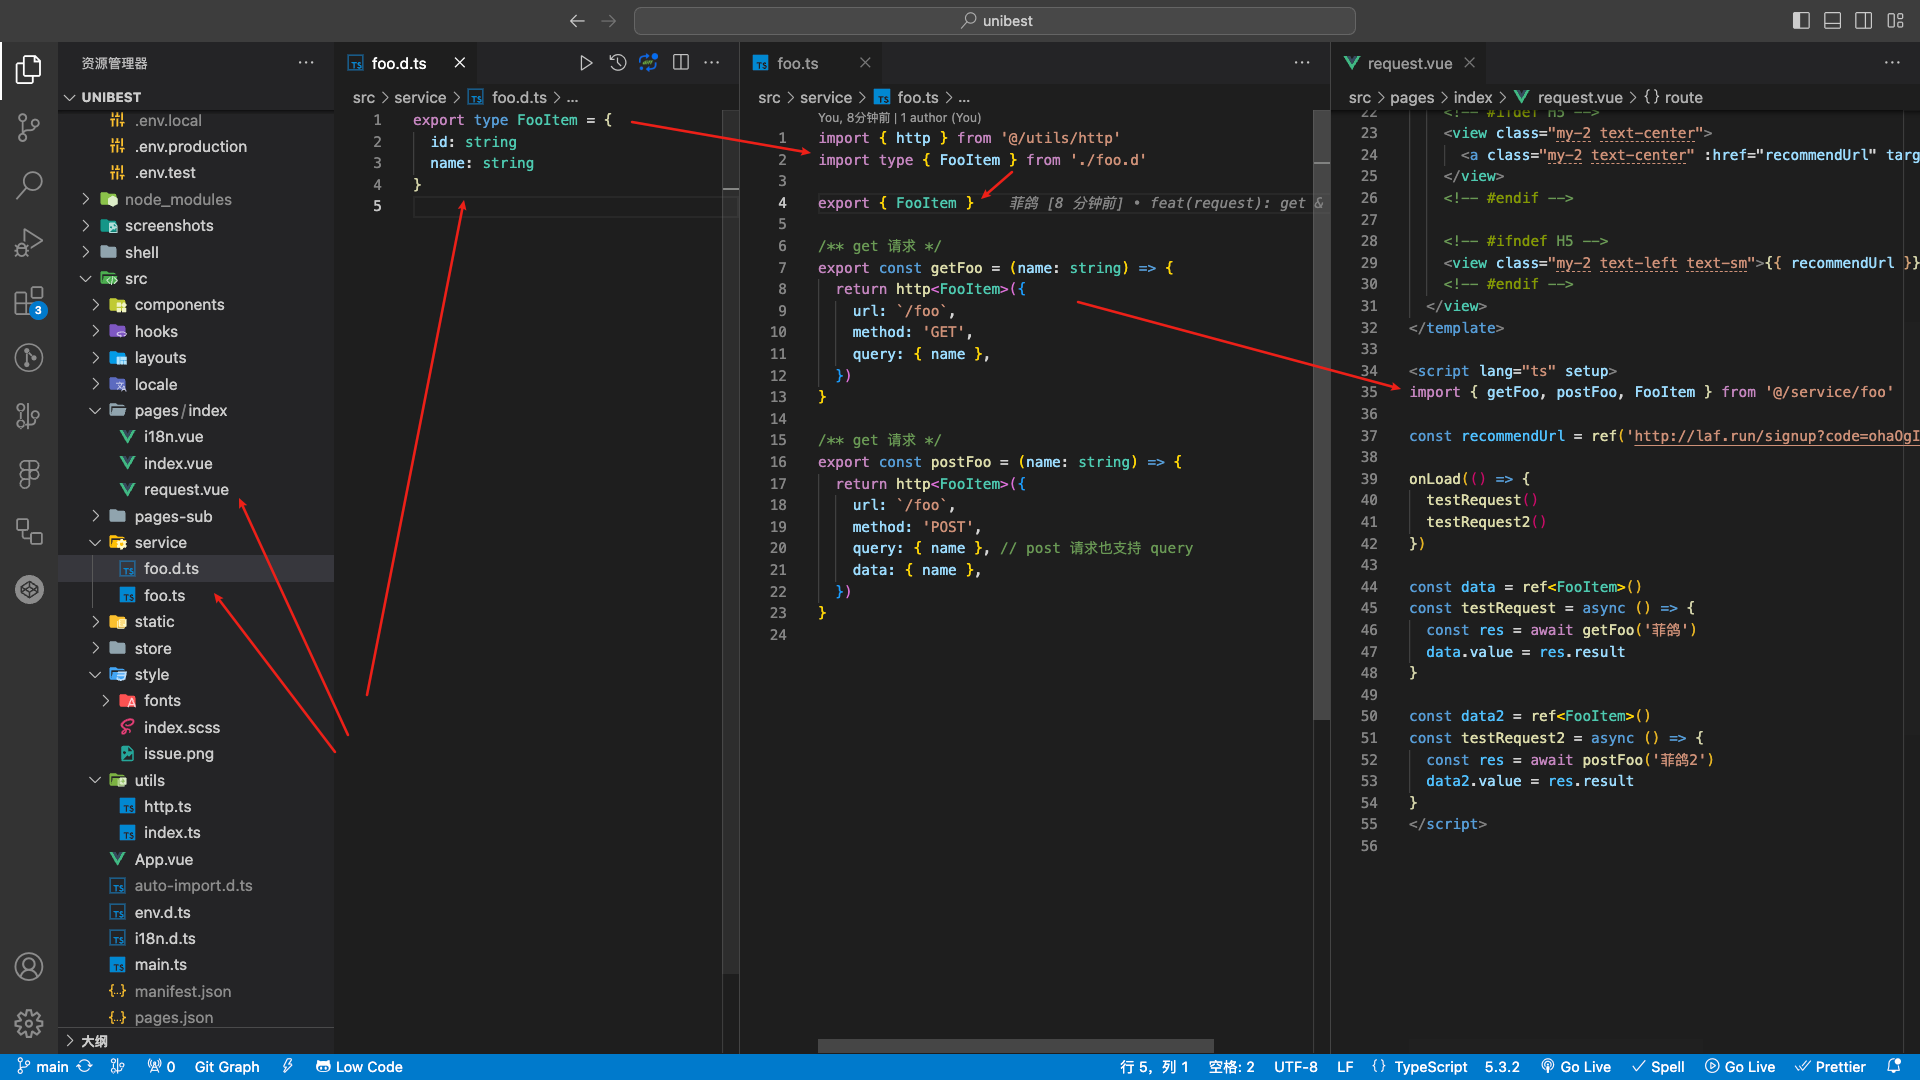 unibest
资源管理器
UNIBEST
.env.local
.env.production
.env.test
node_modules
screenshots
shell
src
components
hooks
layouts
locale
pages/index
i18n.vue
index.vue
request.vue
pages-sub
service
foo.d.ts
foo.ts
static
store
style
fonts
index.scss
issue.png
utils
http.ts
index.ts
App.vue
auto-import.d.ts
env.d.ts
i18n.d.ts
main.ts
manifest.json
pages.json
大纲
3
foo.d.ts
src > service > foo.d.ts > ...
1 export type FooItem = {
2 id: string
3 name: string
4 }
5
foo.ts
src > service > foo.ts > ...
You, 8分钟前 | 1 author (You)
1 import { http } from '@/utils/http'
2 import type { FooItem } from './foo.d'
3
4 export { FooItem } 菲鸽 [8 分钟前] • feat(request): get &
5
6 /** get 请求 */
7 export const getFoo = (name: string) => {
8 return http<FooItem>({
9 url: `/foo`,
10 method: 'GET',
11 query: { name },
12 })
13 }
14
15 /** get 请求 */
16 export const postFoo = (name: string) => {
17 return http<FooItem>({
18 url: `/foo`,
19 method: 'POST',
20 query: { name }, // post 请求也支持 query
21 data: { name },
22 })
23 }
24
request.vue
src > pages > index > request.vue > {} route
22 <!-- #ifdef H5 -->
23 <view class="my-2 text-center">
24 <a class="my-2 text-center" :href="recommendUrl" targ
25 </view>
26 <!-- #endif -->
27
28 <!-- #ifndef H5 -->
29 <view class="my-2 text-left text-sm">{{ recommendUrl }}
30 <!-- #endif -->
31 </view>
32 </template>
33
34 <script lang="ts" setup>
35 import { getFoo, postFoo, FooItem } from '@/service/foo'
36
37 const recommendUrl = ref('http://laf.run/signup?code=ohaOgI
38
39 onLoad(() => {
40 testRequest()
41 testRequest2()
42 })
43
44 const data = ref<FooItem>()
45 const testRequest = async () => {
46 const res = await getFoo('菲鸽')
47 data.value = res.result
48 }
49
50 const data2 = ref<FooItem>()
51 const testRequest2 = async () => {
52 const res = await postFoo('菲鸽2')
53 data2.value = res.result
54 }
55 </script>
56
main 0 Git Graph Low Code 行 5，列 1 空格: 2 UTF-8 LF {} TypeScript 5.3.2 Go Live Spell Go Live Prettier